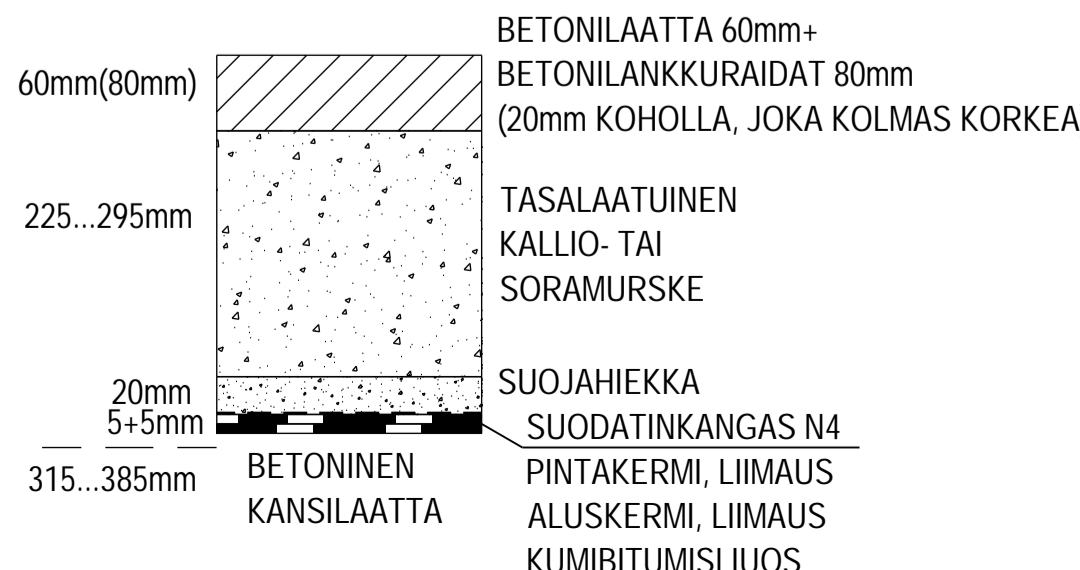 BETONILAATTA 60mm+
60mm(80mm)
BETONILANKKURAIDAT 80mm
(20mm KOHOLLA, JOKA KOLMAS KORKEA
225...295mm
TASALAATUINEN
KALLIO- TAI
SORAMURSKE
20mm
SUOJAHIEKKA
5+5mm
SUODATINKANGAS N4
315...385mm
BETONINEN
KANSILAATTA
PINTAKERMI, LIIMAUS
ALUSKERMI, LIIMAUS
KUMIBITUMISLIUOS